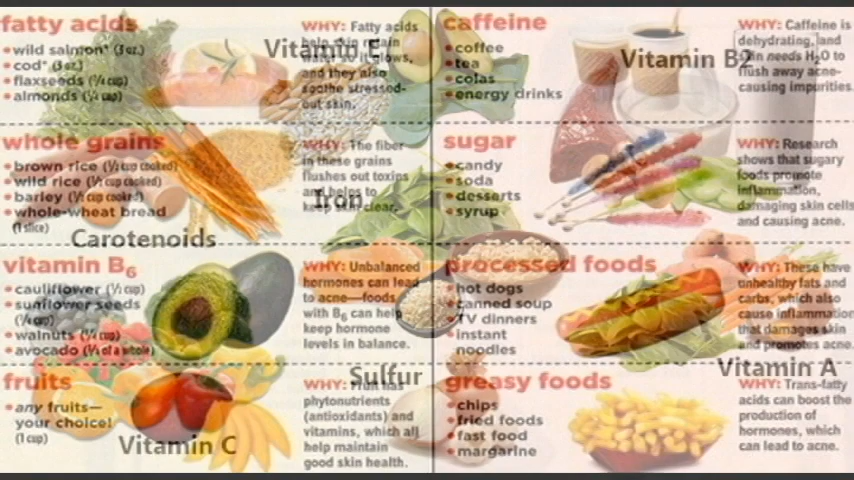 fatty acids
• wild salmon* (3 oz.)
• cod* (3 oz.)
• flaxseeds (¼ cup)
• almonds (¼ cup)
WHY: Fatty acids
help skin retain
water so it glows,
and they also
soothe stressed-
out skin.
Vitamin E
whole grains
• brown rice (½ cup cooked)
• wild rice (½ cup cooked)
• barley (½ cup cooked)
• whole-wheat bread
(1 slice)
WHY: The fiber
in these grains
flushes out toxins
and helps to
keep skin clear.
Iron
Carotenoids
vitamin B6
• cauliflower (½ cup)
• sunflower seeds
(¼ cup)
• walnuts (¼ cup)
• avocado (¼ of a whole)
WHY: Unbalanced
hormones can lead
to acne—foods
with B6 can help
keep hormone
levels in balance.
fruits
• any fruits—
your choice!
(1 cup)
WHY: Fruit has
phytonutrients
(antioxidants) and
vitamins, which all
help maintain
good skin health.
Sulfur
Vitamin C
caffeine
• coffee
• tea
• colas
• energy drinks
WHY: Caffeine is
dehydrating, and
skin needs H2O to
flush away acne-
causing impurities.
Vitamin B2
sugar
• candy
• soda
• desserts
• syrup
WHY: Research
shows that sugary
foods promote
inflammation,
damaging skin cells
and causing acne.
processed foods
• hot dogs
• canned soup
• TV dinners
• instant
noodles
WHY: These have
unhealthy fats and
carbs, which also
cause inflammation
that damages skin
and promotes acne.
Vitamin A
greasy foods
• chips
• fried foods
• fast food
• margarine
WHY: Trans-fatty
acids can boost the
production of
hormones, which
can lead to acne.